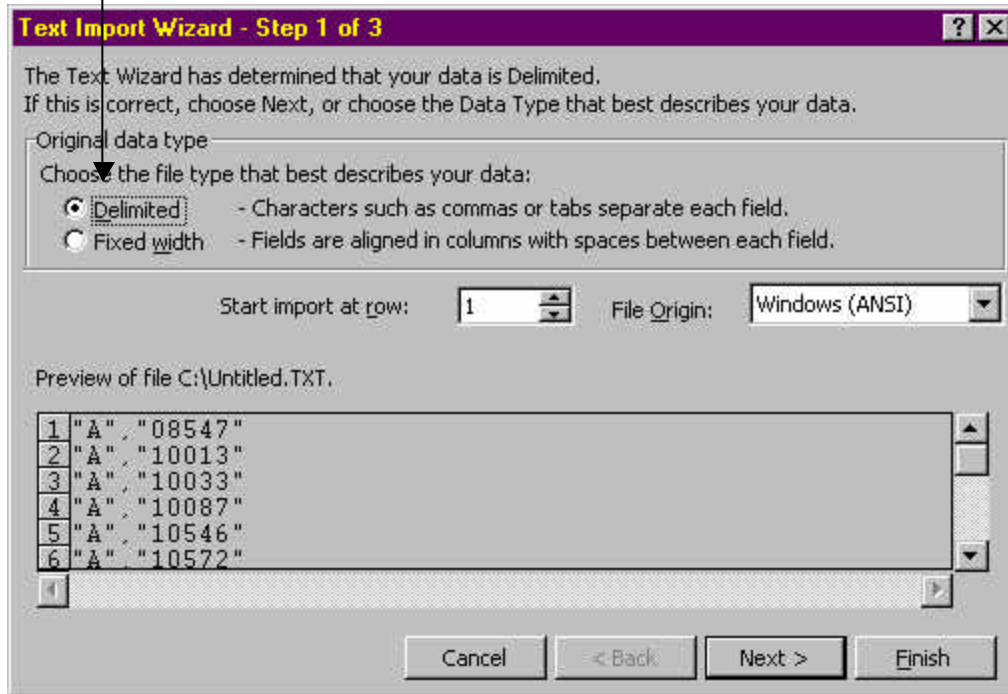 Text Import Wizard - Step 1 of 3
The Text Wizard has determined that your data is Delimited.
If this is correct, choose Next, or choose the Data Type that best describes your data.
Original data type
Choose the file type that best describes your data:
Delimited - Characters such as commas or tabs separate each field.
Fixed width - Fields are aligned in columns with spaces between each field.
Start import at row: 1 File Origin: Windows (ANSI)
Preview of file C:\Untitled.TXT.
1 "A","08547"
2 "A","10013"
3 "A","10033"
4 "A","10087"
5 "A","10546"
6 "A","10572"
Cancel < Back Next > Finish